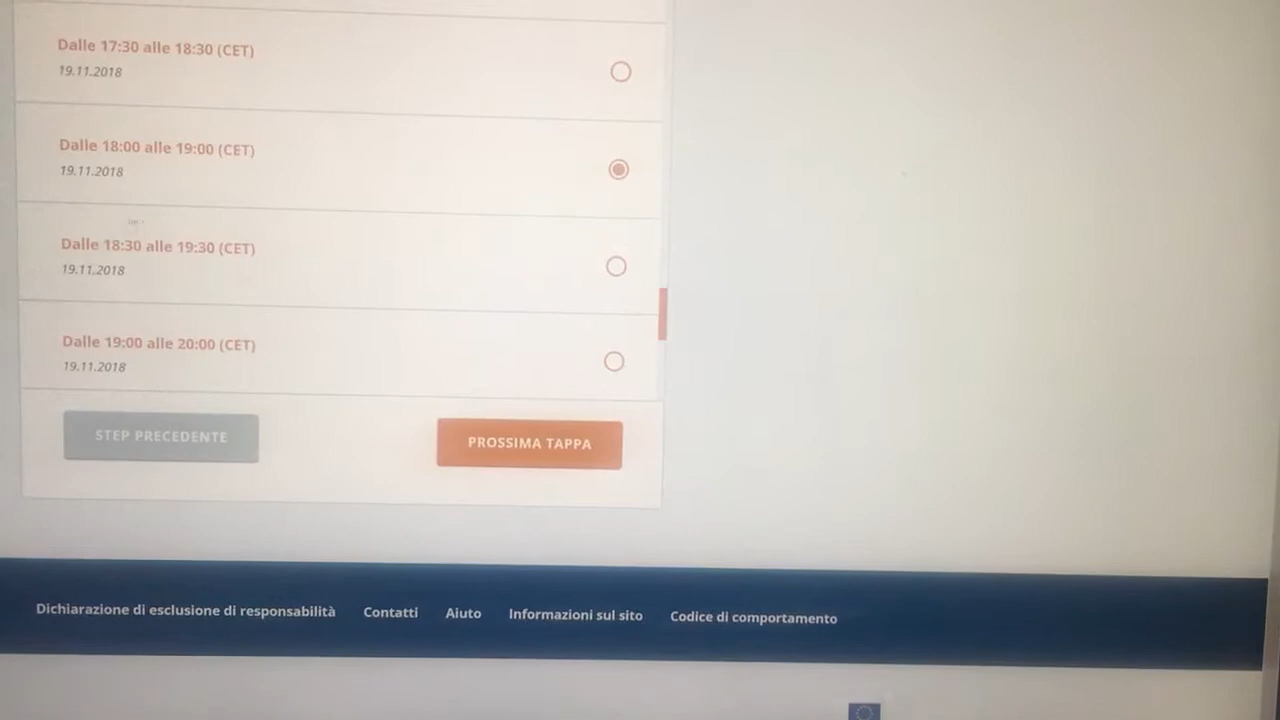 Dalle 17:30 alle 18:30 (CET)
19.11.2018
Dalle 18:00 alle 19:00 (CET)
19.11.2018
Dalle 18:30 alle 19:30 (CET)
19.11.2018
Dalle 19:00 alle 20:00 (CET)
19.11.2018
STEP PRECEDENTE
PROSSIMA TAPPA
Dichiarazione di esclusione di responsabilità
Contatti
Aiuto
Informazioni sul sito
Codice di comportamento